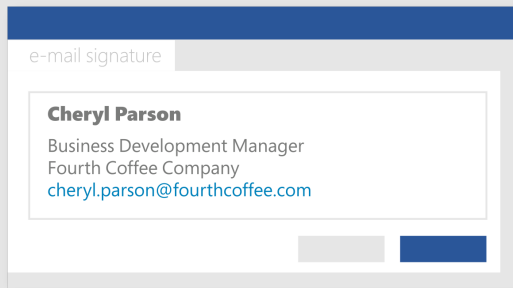 e-mail signature
Cheryl Parson
Business Development Manager
Fourth Coffee Company
cheryl.parson@fourthcoffee.com